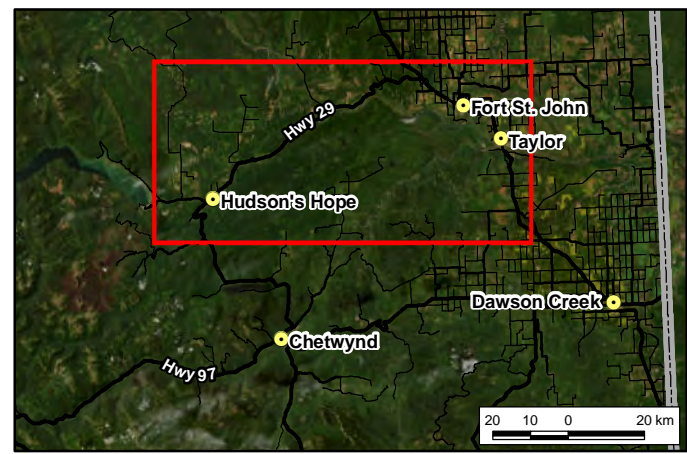 Fort St. John
Hwy 29
Taylor
Hudson's Hope
Dawson Creek
Chetwynd
Hwy 97
20 10 0 20 km